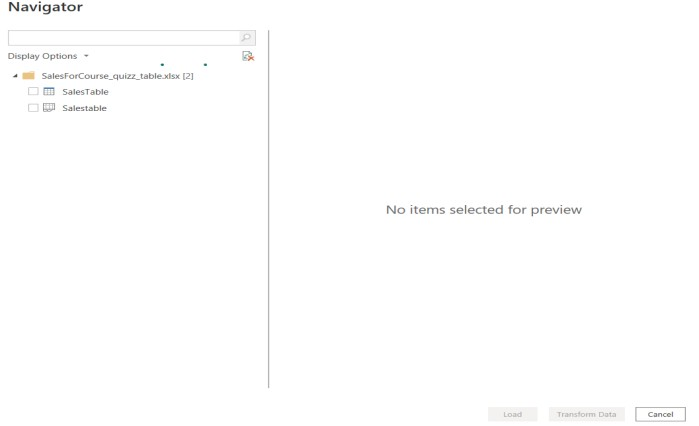 Navigator
Display Options
SalesForCourse_quizz_table.xlsx [2]
SalesTable
Salestable
No items selected for preview
Load
Transform Data
Cancel